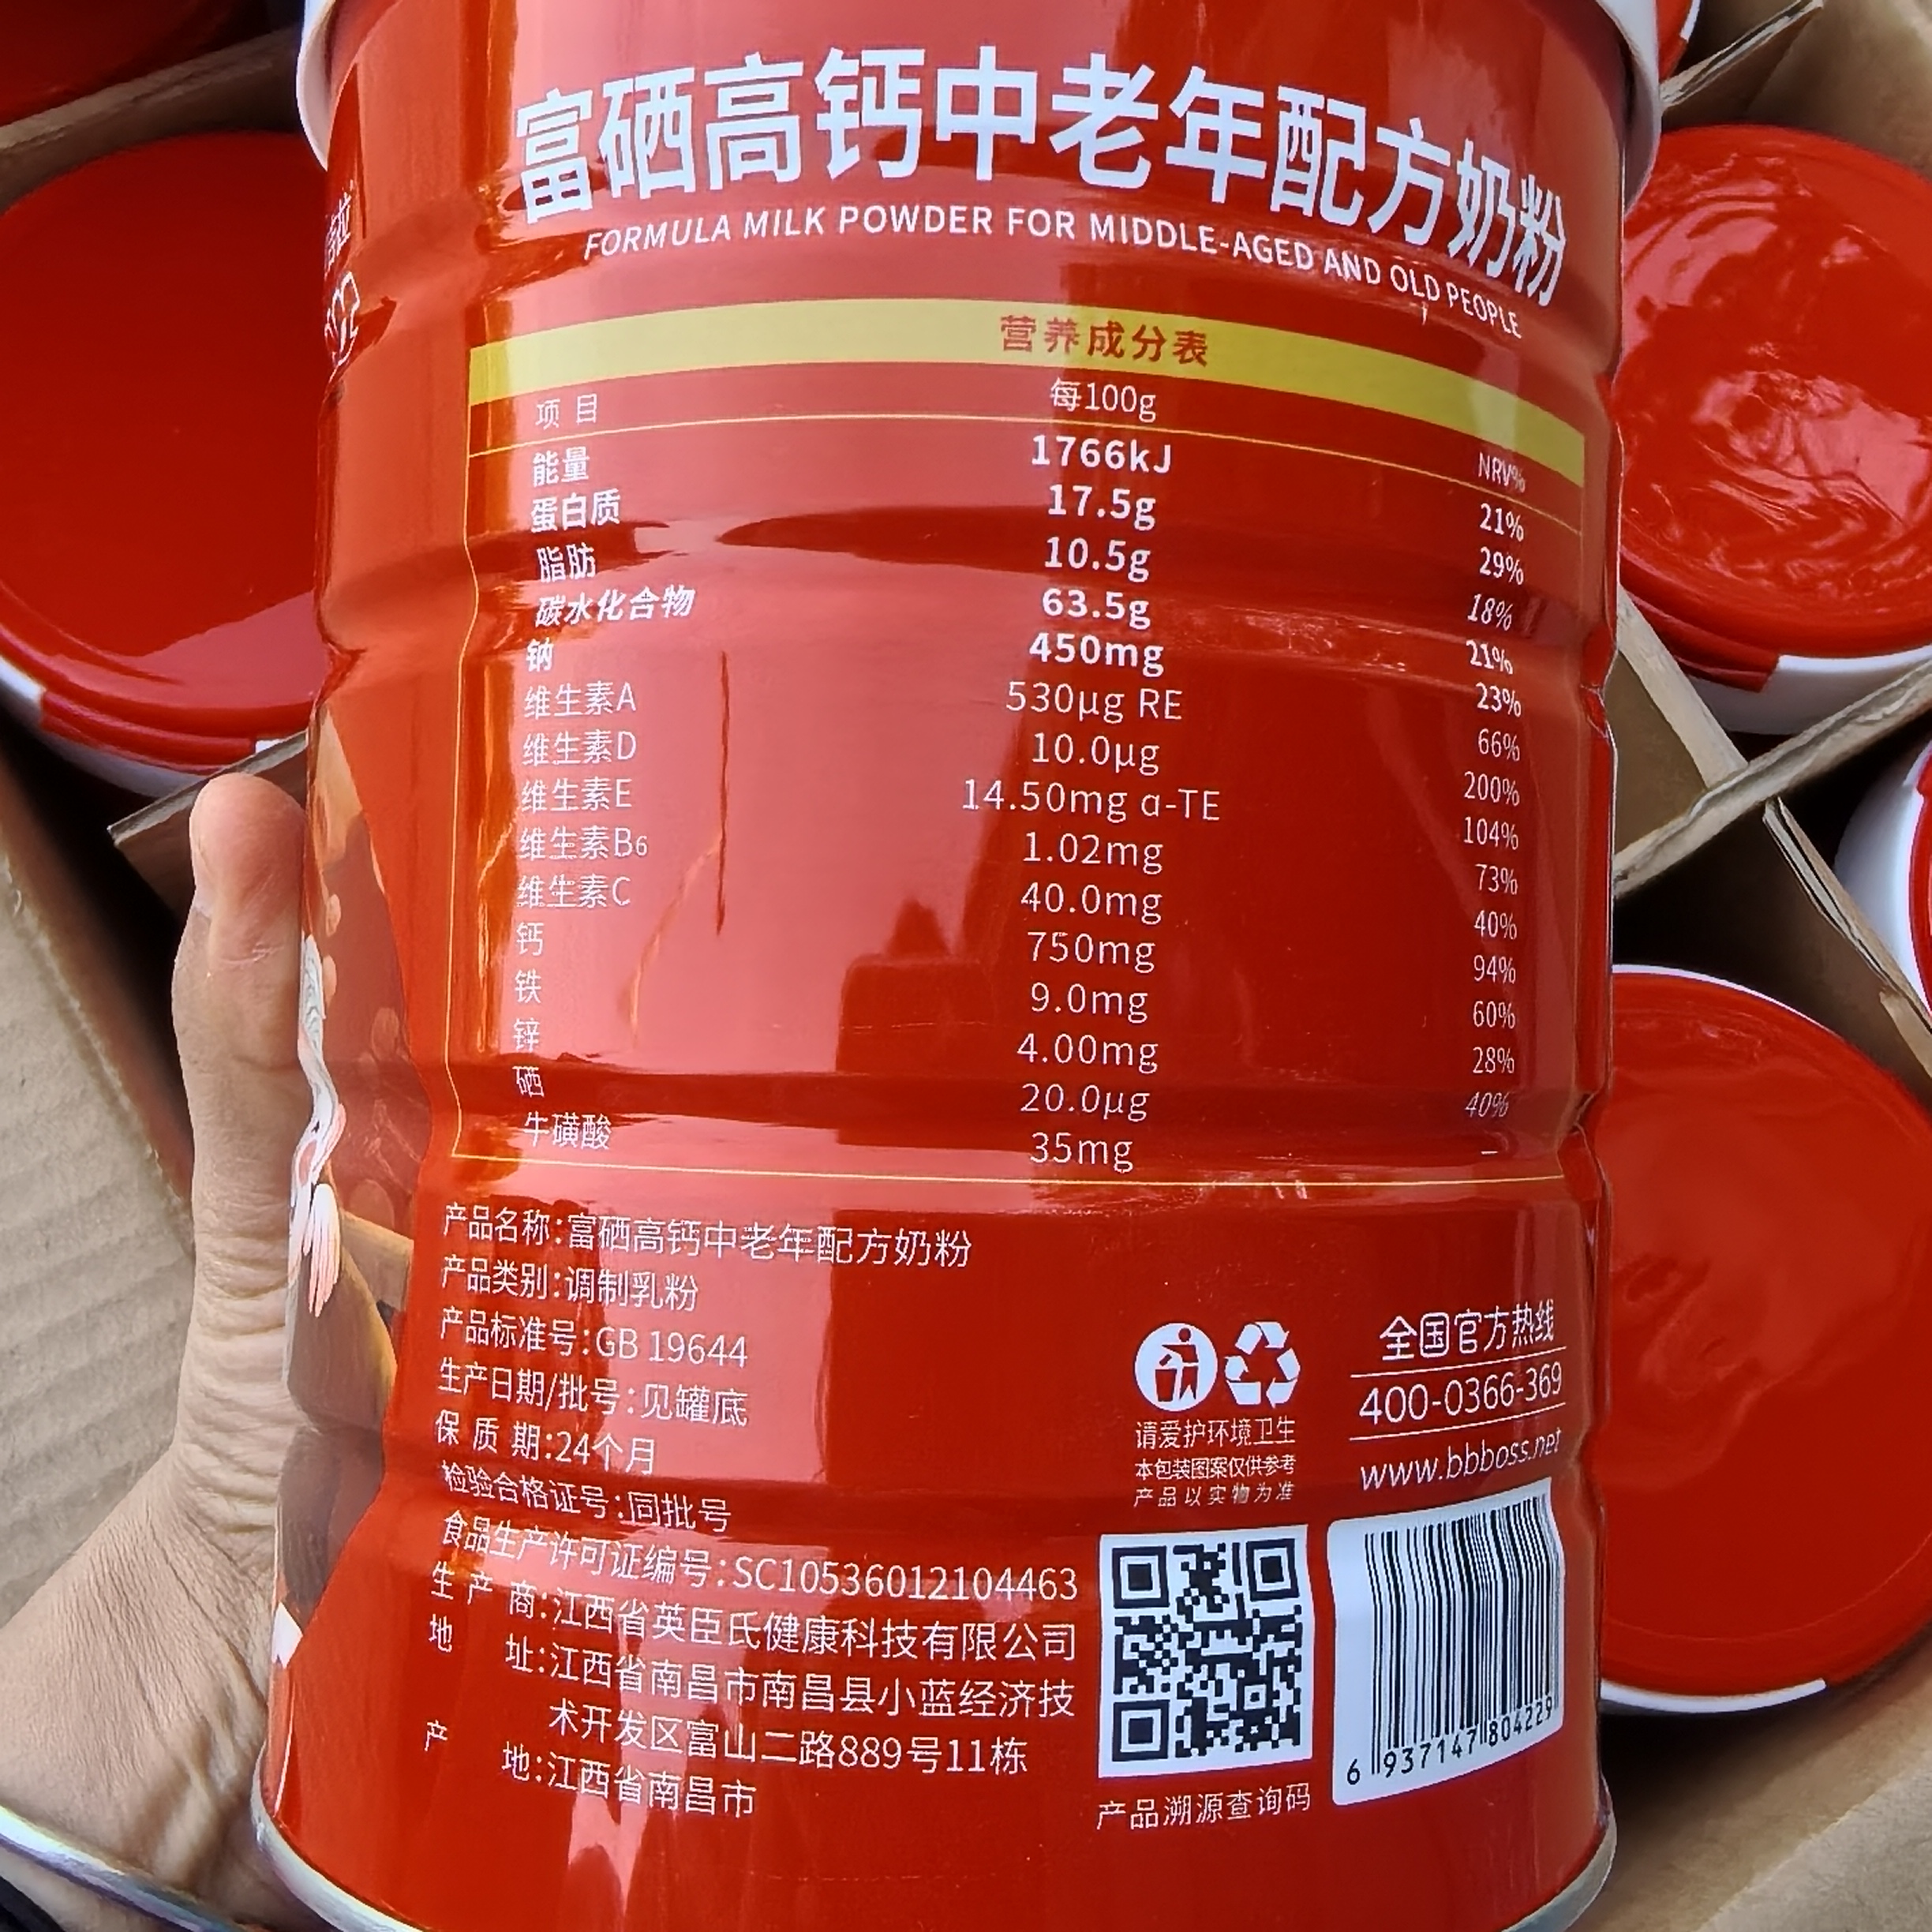 富硒高钙中老年配方奶粉
FORMULA MILK POWDER FOR MIDDLE-AGED AND OLD PEOPLE
营养成分表
项 目 每100g NRV%
能量 1766kJ 21%
蛋白质 17.5g 29%
脂肪 10.5g 18%
碳水化合物 63.5g 21%
钠 450mg 23%
维生素A 530μg RE 66%
维生素D 10.0μg 200%
维生素E 14.50mg α-TE 104%
维生素B6 1.02mg 73%
维生素C 40.0mg 40%
钙 750mg 94%
铁 9.0mg 60%
锌 4.00mg 28%
硒 20.0μg 40%
牛磺酸 35mg —
产品名称:富硒高钙中老年配方奶粉
产品类别:调制乳粉
产品标准号:GB 19644
生产日期/批号:见罐底
保 质 期:24个月
检验合格证号:同批号
食品生产许可证编号:SC10536012104463
生 产 商:江西省英臣氏健康科技有限公司
地 址:江西省南昌市南昌县小蓝经济技
术开发区富山二路889号11栋
产 地:江西省南昌市
请爱护环境卫生
本包装图案仅供参考
产品以实物为准
全国官方热线
400-0366-369
www.bbboss.net
产品溯源查询码
6 937147 804229